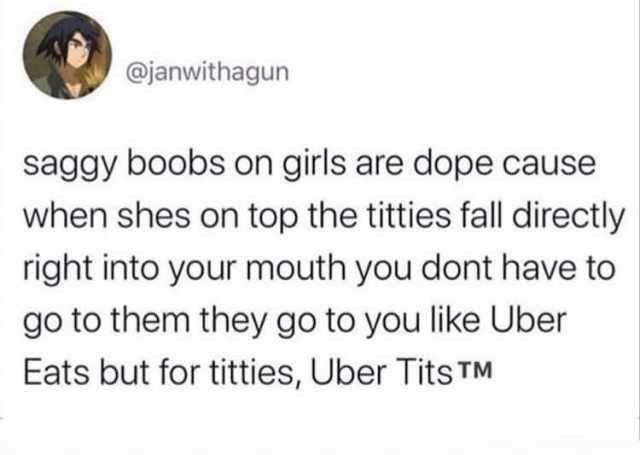 @janwithagun
saggy boobs on girls are dope cause
when shes on top the titties fall directly
right into your mouth you dont have to
go to them they go to you like Uber
Eats but for titties, Uber Tits™